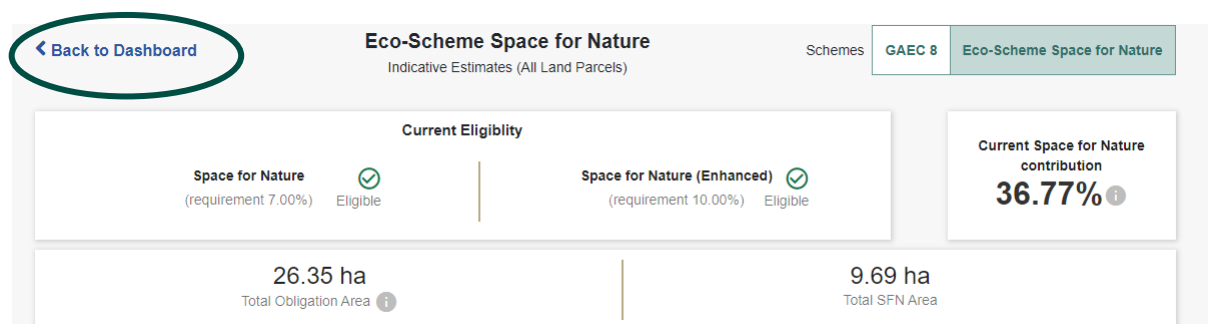 Back to Dashboard
Eco-Scheme Space for Nature
Indicative Estimates (All Land Parcels)
Schemes
GAEC 8
Eco-Scheme Space for Nature
Current Eligiblity
Space for Nature
(requirement 7.00%)
Eligible
Space for Nature (Enhanced)
(requirement 10.00%)
Eligible
Current Space for Nature
contribution
36.77%
26.35 ha
Total Obligation Area
9.69 ha
Total SFN Area